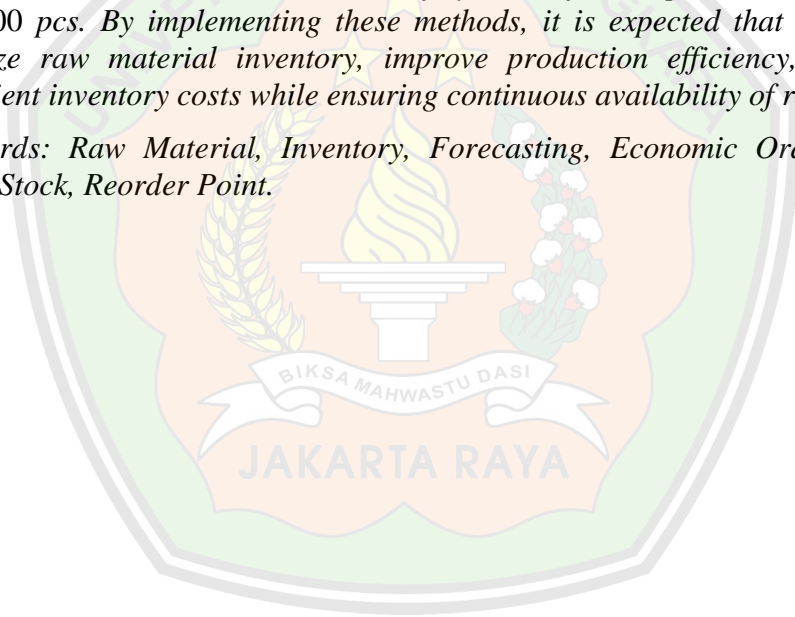 00 pcs. By implementing these methods, it is expected that
ze raw material inventory, improve production efficiency,
ient inventory costs while ensuring continuous availability of r
rds: Raw Material, Inventory, Forecasting, Economic Or
Stock, Reorder Point.
BIKSA MAHWASTU DASI
JAKARTA RAYA